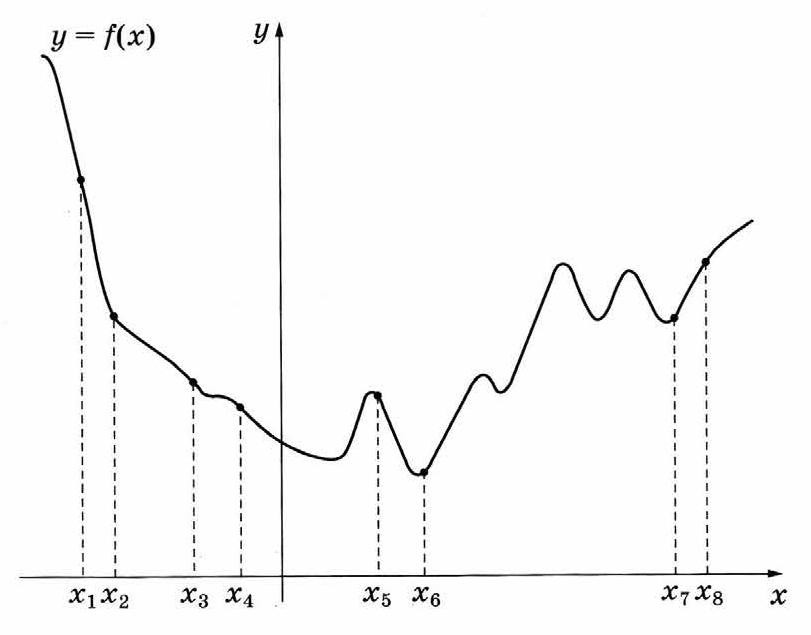 y = f(x)
y
x₁ x₂ x₃ x₄ x₅ x₆ x₇ x₈ x